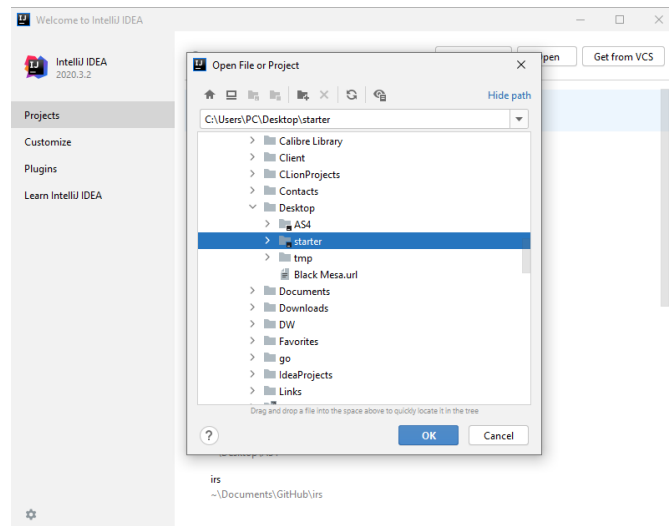 Welcome to IntelliJ IDEA
IntelliJ IDEA
2020.3.2
Open
Get from VCS
Projects
Customize
Plugins
Learn IntelliJ IDEA
Open File or Project
Hide path
C:\Users\PC\Desktop\starter
Calibre Library
Client
CLionProjects
Contacts
Desktop
AS4
starter
tmp
Black Mesa.url
Documents
Downloads
DW
Favorites
go
IdeaProjects
Links
Drag and drop a file into the space above to quickly locate it in the tree
?
OK
Cancel
irs
~\Documents\GitHub\irs